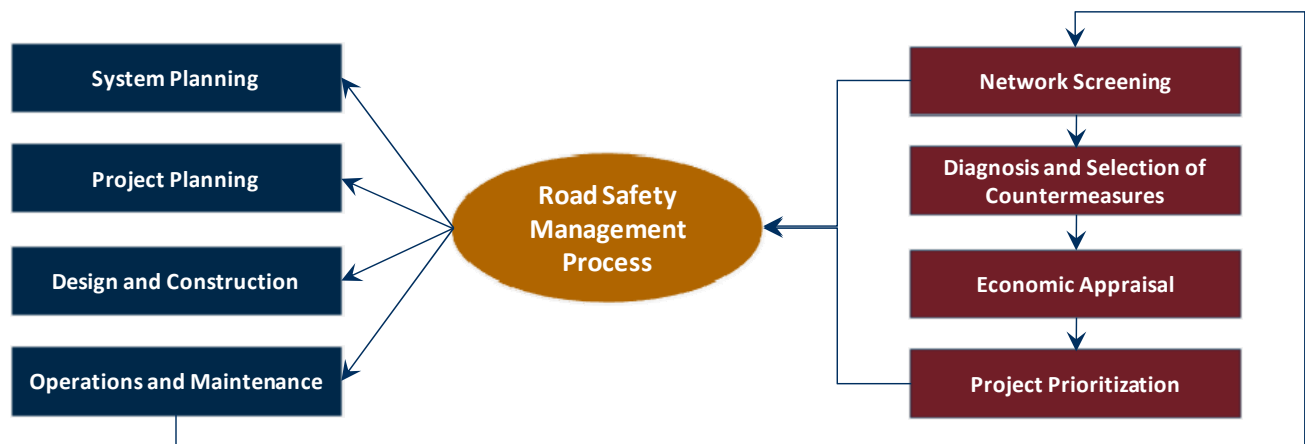 System Planning
Project Planning
Design and Construction
Operations and Maintenance
Road Safety
Management
Process
Network Screening
Diagnosis and Selection of
Countermeasures
Economic Appraisal
Project Prioritization